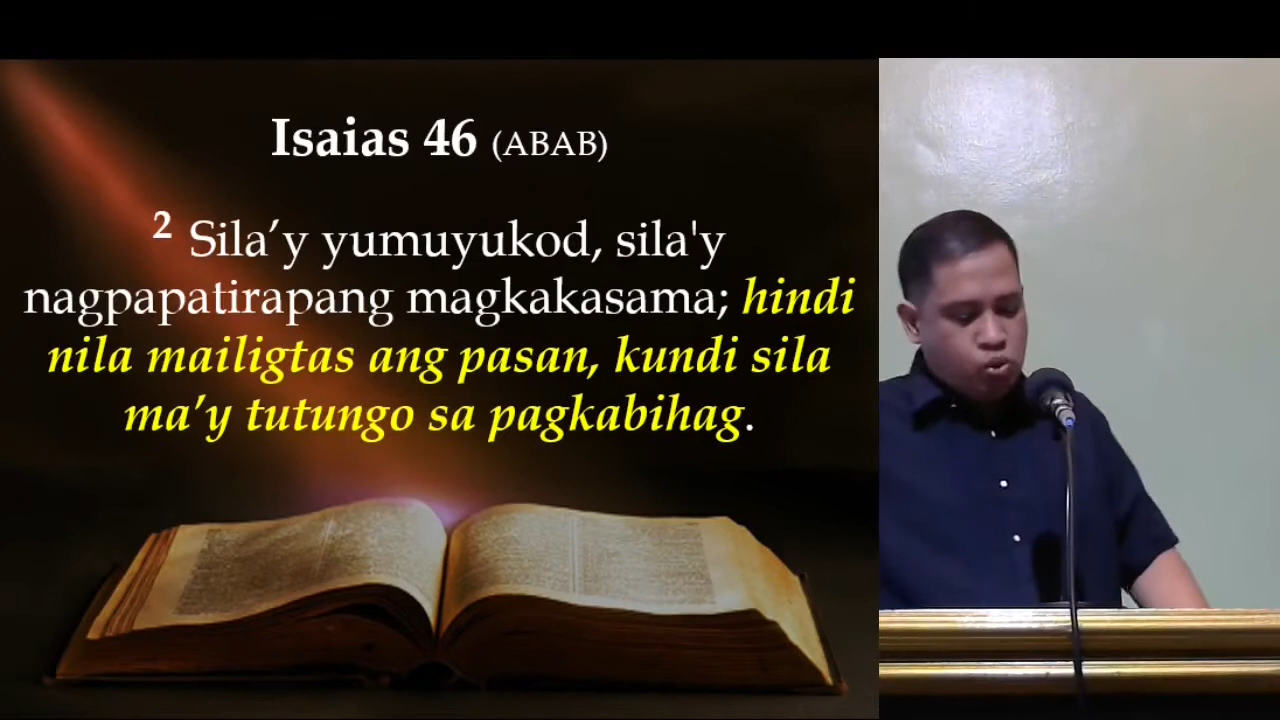 Isaias 46 (ABAB)
2 Sila’y yumuyukod, sila'y
nagpapatirapang magkakasama; hindi
nila mailigtas ang pasan, kundi sila
ma’y tutungo sa pagkabihag.